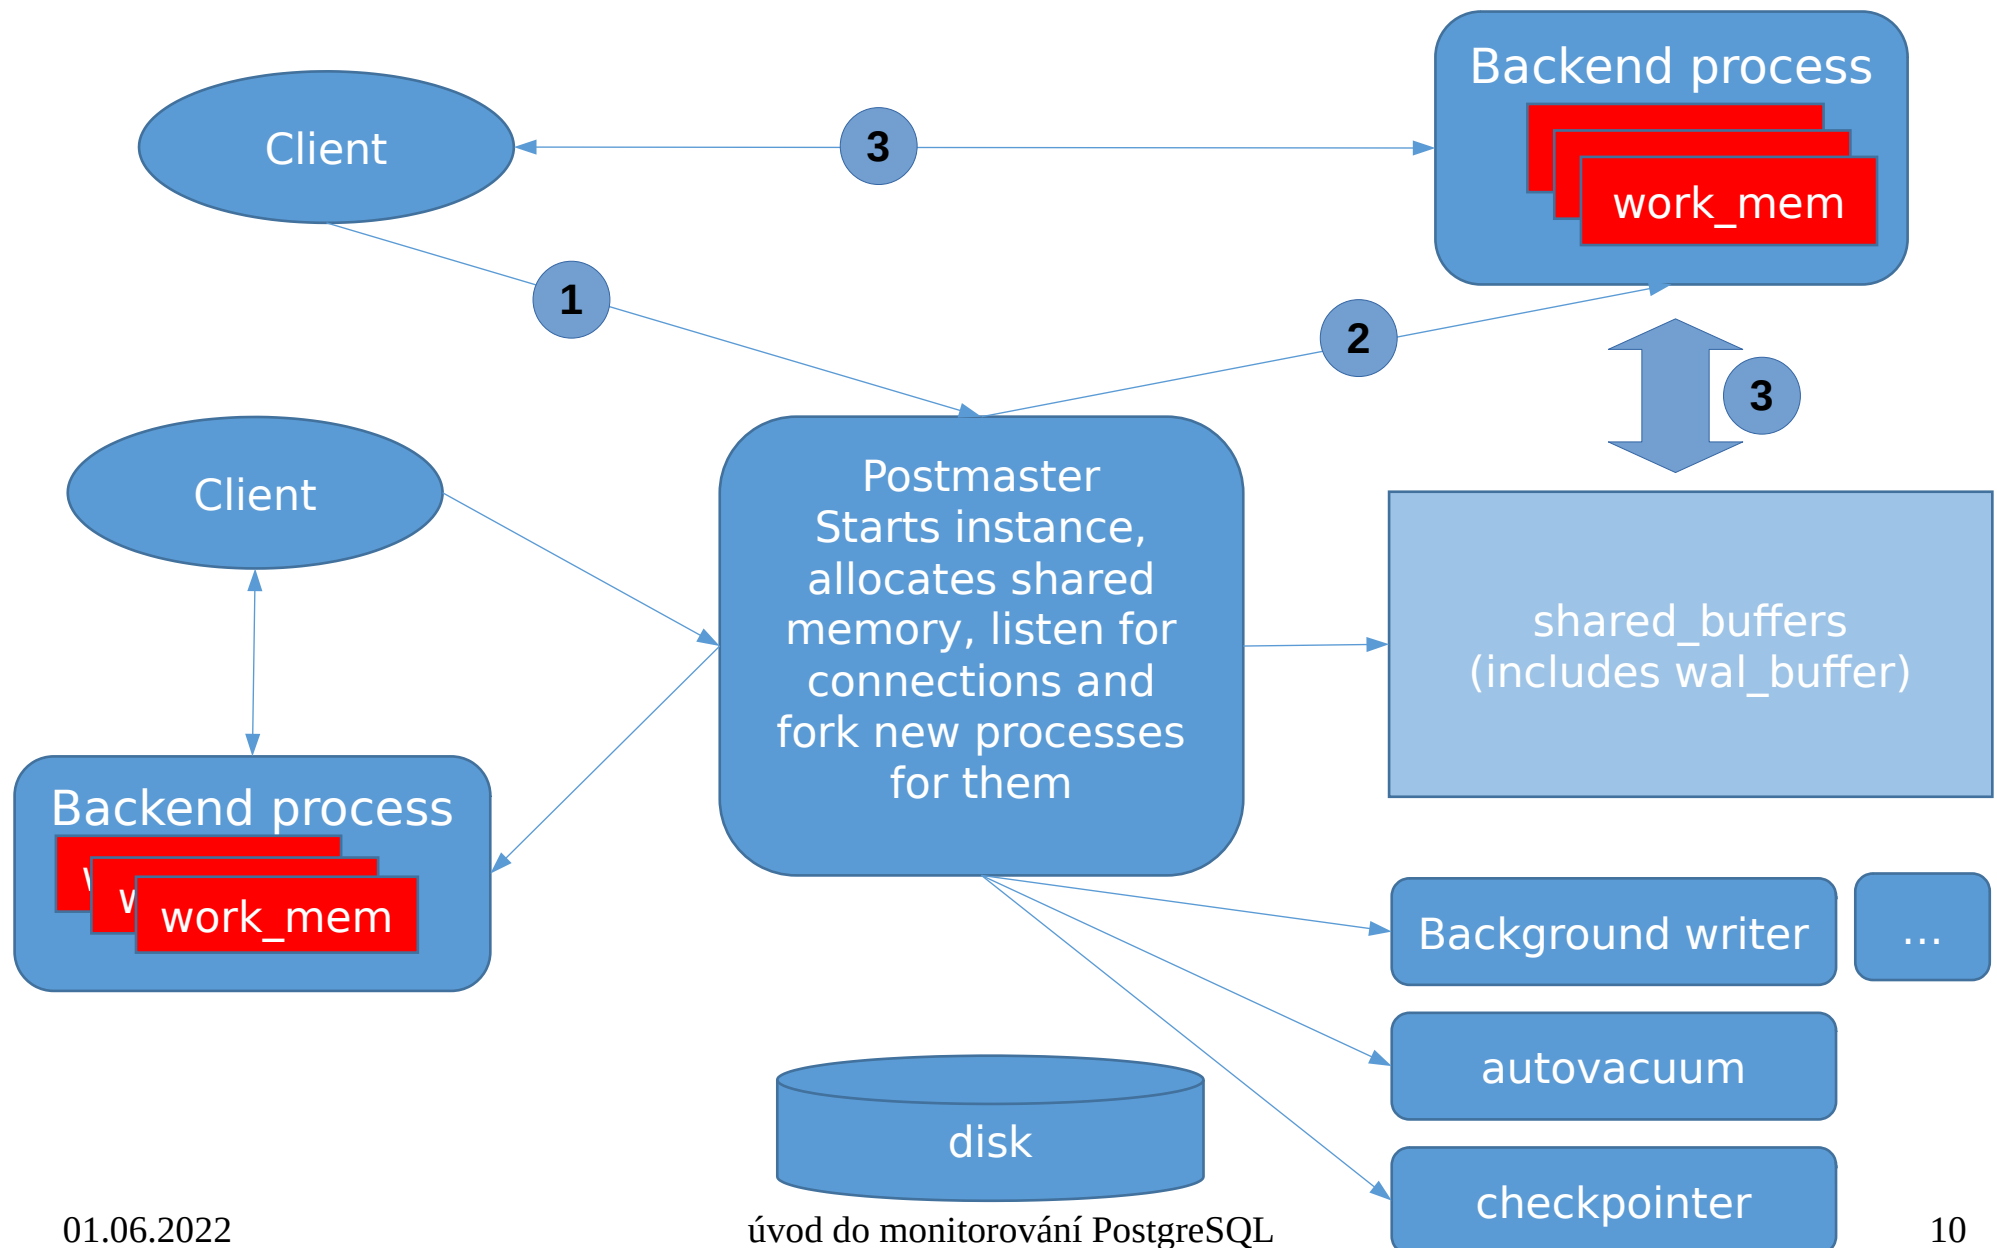 Backend process
work_mem
Client
3
1
2
3
Client
Postmaster
Starts instance,
allocates shared
memory, listen for
connections and
fork new processes
for them
shared_buffers
(includes wal_buffer)
Backend process
w
w
work_mem
Background writer
...
autovacuum
disk
checkpointer
01.06.2022
úvod do monitorování PostgreSQL
10